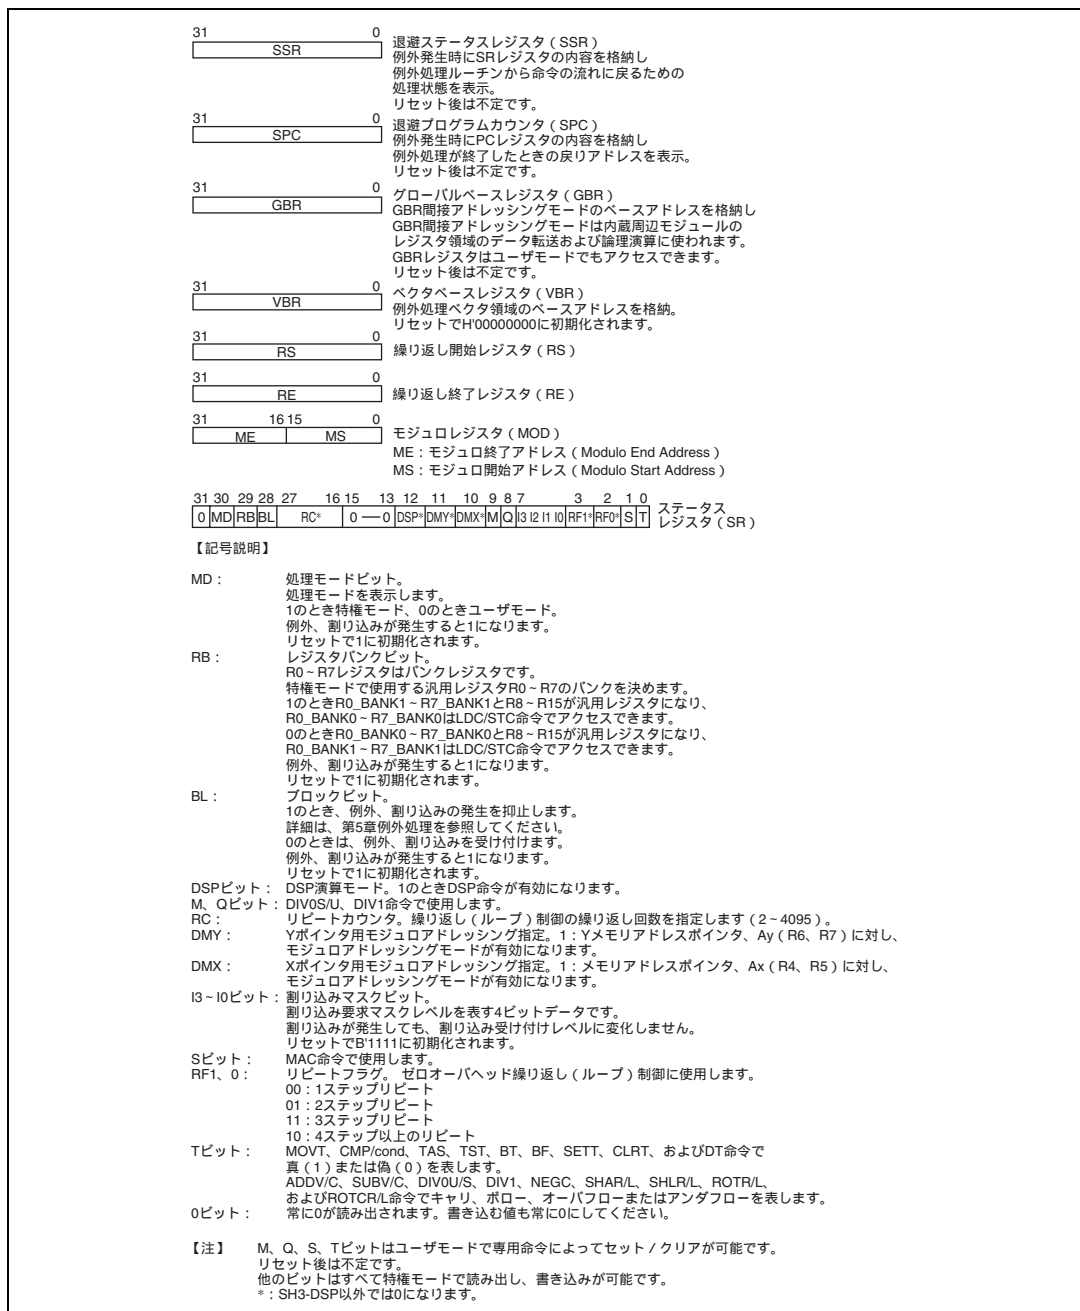 31 0
SSR
退避ステータスレジスタ(SSR)
例外発生時にSRレジスタの内容を格納し
例外処理ルーチンから命令の流れに戻るための
処理状態を表示。
リセット後は不定です。
31 0
SPC
退避プログラムカウンタ(SPC)
例外発生時にPCレジスタの内容を格納し
例外処理が終了したときの戻りアドレスを表示。
リセット後は不定です。
31 0
GBR
グローバルベースレジスタ(GBR)
GBR間接アドレッシングモードのベースアドレスを格納し
GBR間接アドレッシングモードは内蔵周辺モジュールの
レジスタ領域のデータ転送および論理演算に使われます。
GBRレジスタはユーザモードでもアクセスできます。
リセット後は不定です。
31 0
VBR
ベクタベースレジスタ(VBR)
例外処理ベクタ領域のベースアドレスを格納。
リセットでH'00000000に初期化されます。
31 0
RS
繰り返し開始レジスタ(RS)
31 0
RE
繰り返し終了レジスタ(RE)
31 16 15 0
ME MS
モジュロレジスタ(MOD)
ME:モジュロ終了アドレス(Modulo End Address)
MS:モジュロ開始アドレス(Modulo Start Address)
31 30 29 28 27 16 15 13 12 11 10 9 8 7 3 2 1 0
0 MD RB BL RC* 0 — 0 DSP* DMY* DMX* M Q I3 I2 I1 I0 RF1* RF0* S T
ステータス
レジスタ(SR)
【記号説明】
MD: 処理モードビット。
処理モードを表示します。
1のとき特権モード、0のときユーザモード。
例外、割り込みが発生すると1になります。
リセットで1に初期化されます。
RB: レジスタバンクビット。
R0~R7レジスタはバンクレジスタです。
特権モードで使用する汎用レジスタR0~R7のバンクを決めます。
1のときR0_BANK1~R7_BANK1とR8~R15が汎用レジスタになり、
R0_BANK0~R7_BANK0はLDC/STC命令でアクセスできます。
0のときR0_BANK0~R7_BANK0とR8~R15が汎用レジスタになり、
R0_BANK1~R7_BANK1はLDC/STC命令でアクセスできます。
例外、割り込みが発生すると1になります。
リセットで1に初期化されます。
BL: ブロックビット。
1のとき、例外、割り込みの発生を抑止します。
詳細は、第5章例外処理を参照してください。
0のときは、例外、割り込みを受け付けます。
例外、割り込みが発生すると1になります。
リセットで1に初期化されます。
DSPビット: DSP演算モード。1のときDSP命令が有効になります。
M、Qビット: DIV0S/U、DIV1命令で使用します。
RC: リピートカウンタ。繰り返し(ループ)制御の繰り返し回数を指定します(2~4095)。
DMY: Yポインタ用モジュロアドレッシング指定。1:Yメモリアドレスポインタ、Ay(R6、R7)に対し、
モジュロアドレッシングモードが有効になります。
DMX: Xポインタ用モジュロアドレッシング指定。1:メモリアドレスポインタ、Ax(R4、R5)に対し、
モジュロアドレッシングモードが有効になります。
I3~I0ビット: 割り込みマスクビット。
割り込み要求マスクレベルを表す4ビットデータです。
割り込みが発生しても、割り込み受け付けレベルに変化しません。
リセットでB'1111に初期化されます。
Sビット: MAC命令で使用します。
RF1、0: リピートフラグ。ゼロオーバヘッド繰り返し(ループ)制御に使用します。
00:1ステップリピート
01:2ステップリピート
11:3ステップリピート
10:4ステップ以上のリピート
Tビット: MOVT、CMP/cond、TAS、TST、BT、BF、SETT、CLRT、およびDT命令で
真(1)または偽(0)を表します。
ADDV/C、SUBV/C、DIV0U/S、DIV1、NEGC、SHAR/L、SHLR/L、ROTR/L、
およびROTCR/L命令でキャリ、ボロー、オーバフローまたはアンダフローを表します。
0ビット: 常に0が読み出されます。書き込む値も常に0にしてください。
【注】 M、Q、S、Tビットはユーザモードで専用命令によってセット/クリアが可能です。
リセット後は不定です。
他のビットはすべて特権モードで読み出し、書き込みが可能です。
*:SH3-DSP以外では0になります。